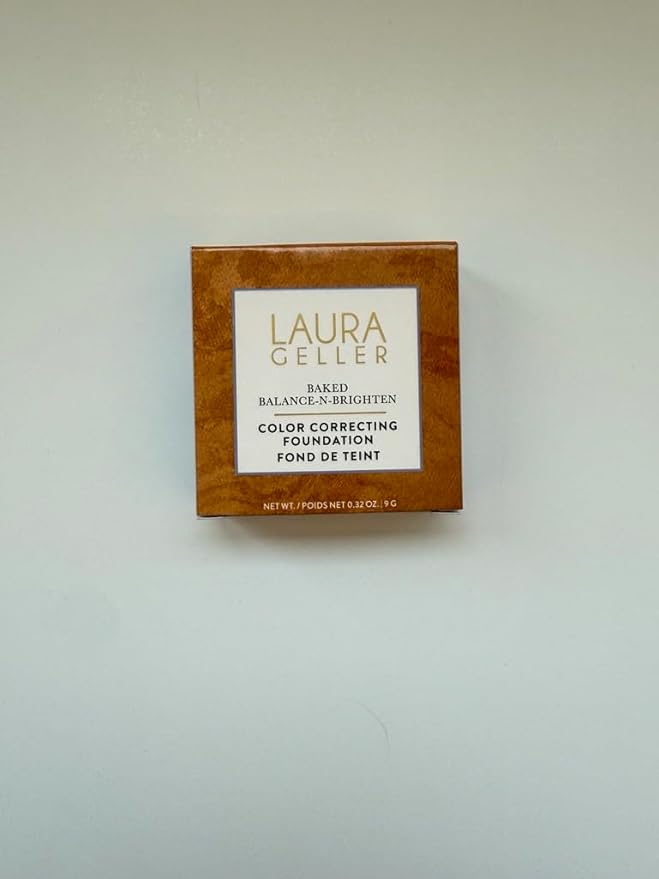 LAURA
GELLER
BAKED
BALANCE-N-BRIGHTEN
COLOR CORRECTING
FOUNDATION
FOND DE TEINT
NET WT. / POIDS NET 0.32 OZ. | 9 G